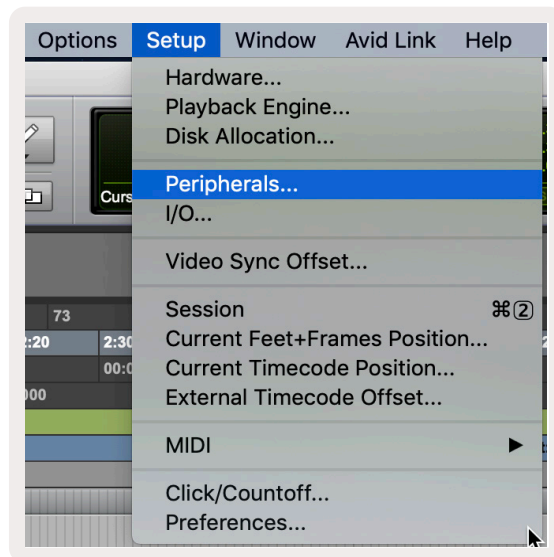 Options Setup Window Avid Link Help
Hardware...
Playback Engine...
Disk Allocation...
Peripherals...
Curs
I/O...
Video Sync Offset...
73
Session ⌘2
:20 2:30
Current Feet+Frames Position...
00:0
Current Timecode Position...
000
External Timecode Offset...
MIDI ▶
Click/Countoff...
Preferences...